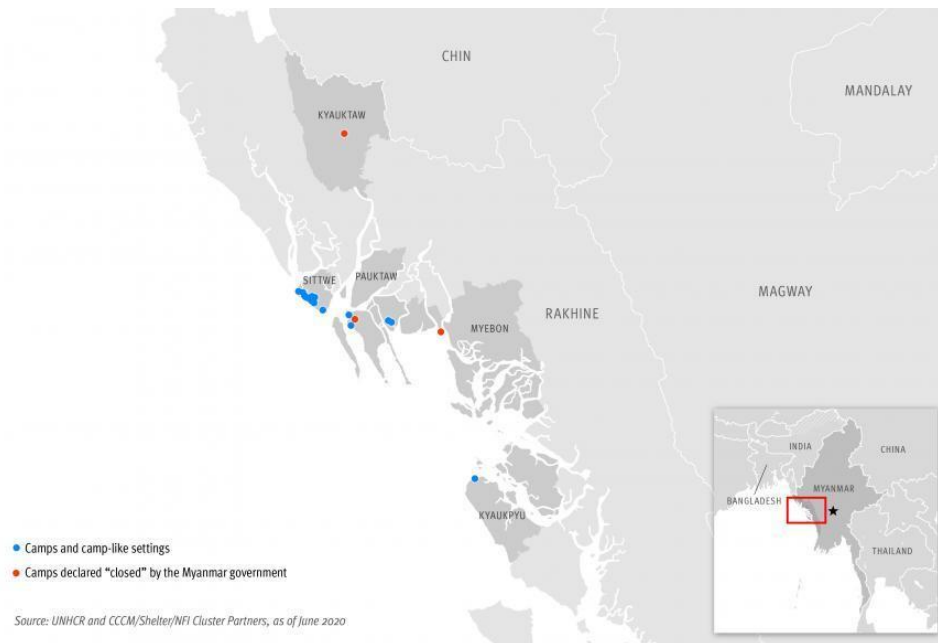 CHIN
MANDALAY
KYAUKTAW
SITTWE
PAUKTAW
MAGWAY
RAKHINE
MYEBON
KYAUKPYU
INDIA
CHINA
MYANMAR
BANGLADESH
THAILAND
Camps and camp-like settings
Camps declared “closed” by the Myanmar government
Source: UNHCR and CCCM/Shelter/NFI Cluster Partners, as of June 2020